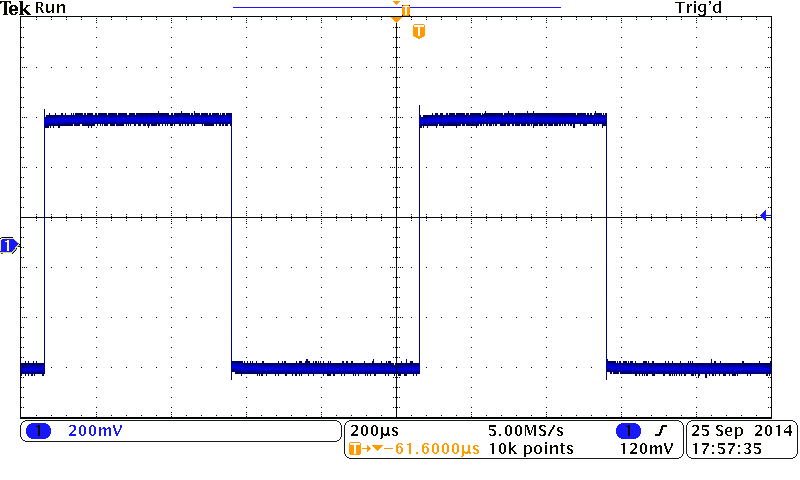 Tek Run Trig'd
T
T
1
1 200mV 200µs 5.00MS/s 1 120mV 25 Sep 2014
T→▼−61.6000µs 10k points 17:57:35